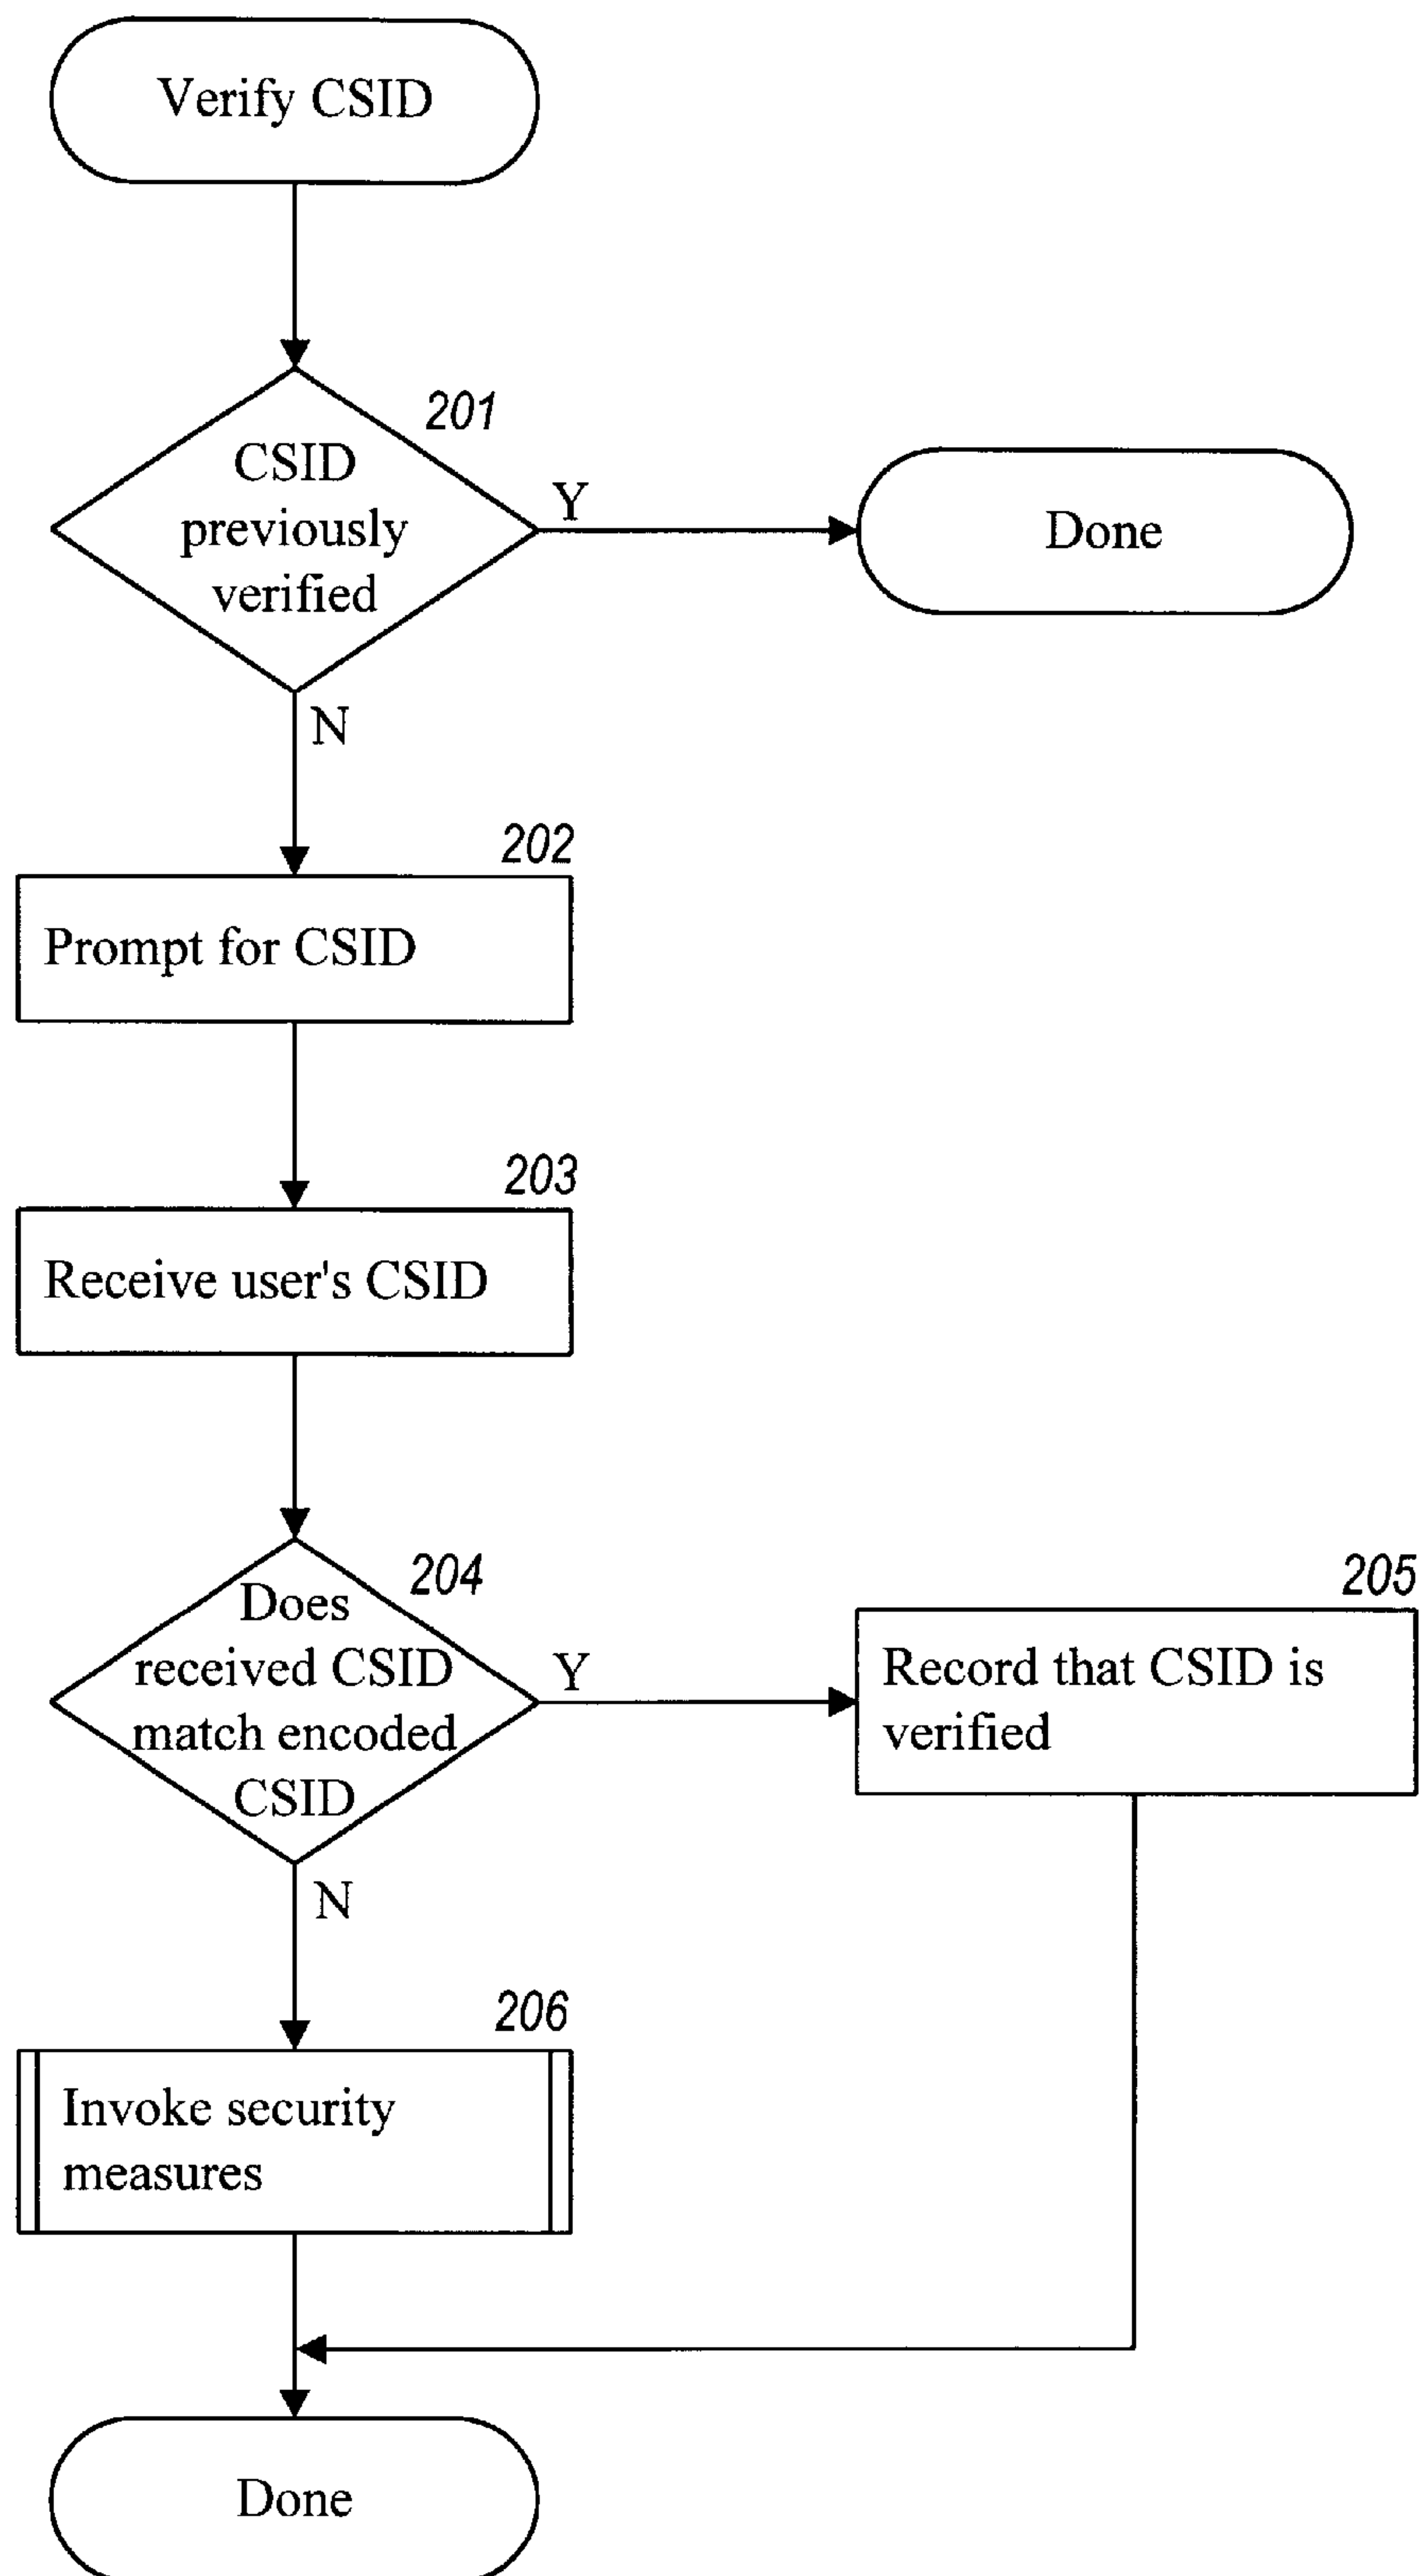 Verify CSID
201
CSID
previously
verified
Y
Done
N
202
Prompt for CSID
203
Receive user's CSID
204
Does
received CSID
match encoded
CSID
Y
205
Record that CSID is
verified
N
206
Invoke security
measures
Done